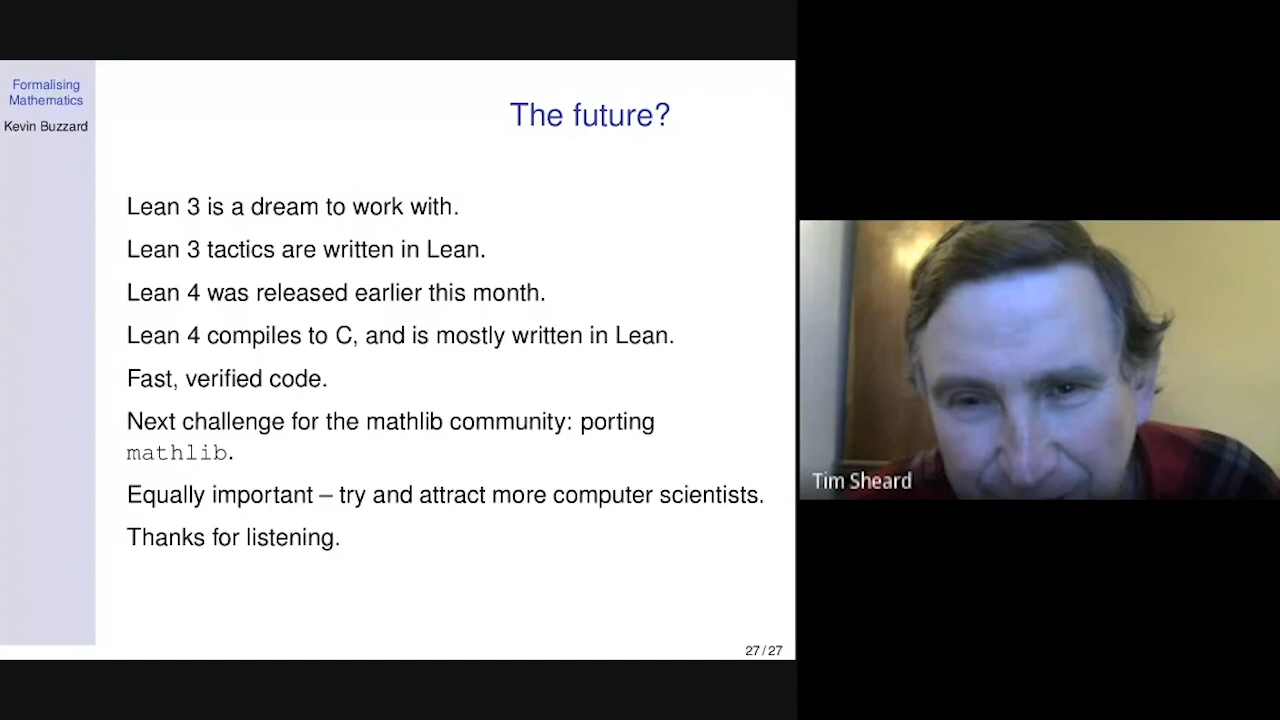 Formalising
Mathematics
Kevin Buzzard
The future?
Lean 3 is a dream to work with.
Lean 3 tactics are written in Lean.
Lean 4 was released earlier this month.
Lean 4 compiles to C, and is mostly written in Lean.
Fast, verified code.
Next challenge for the mathlib community: porting
mathlib.
Equally important – try and attract more computer scientists.
Thanks for listening.
27 / 27
Tim Sheard